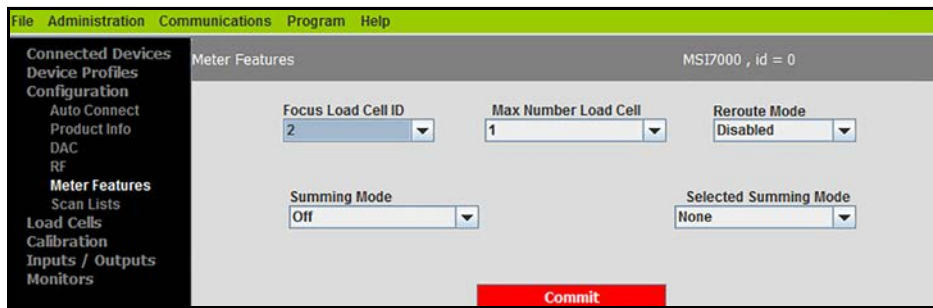 File Administration Communications Program Help
Connected Devices
Device Profiles
Configuration
Auto Connect
Product Info
DAC
RF
Meter Features
Scan Lists
Load Cells
Calibration
Inputs / Outputs
Monitors
Meter Features MSI7000 , id = 0
Focus Load Cell ID Max Number Load Cell Reroute Mode
2 1 Disabled
Summing Mode Selected Summing Mode
Off None
Commit